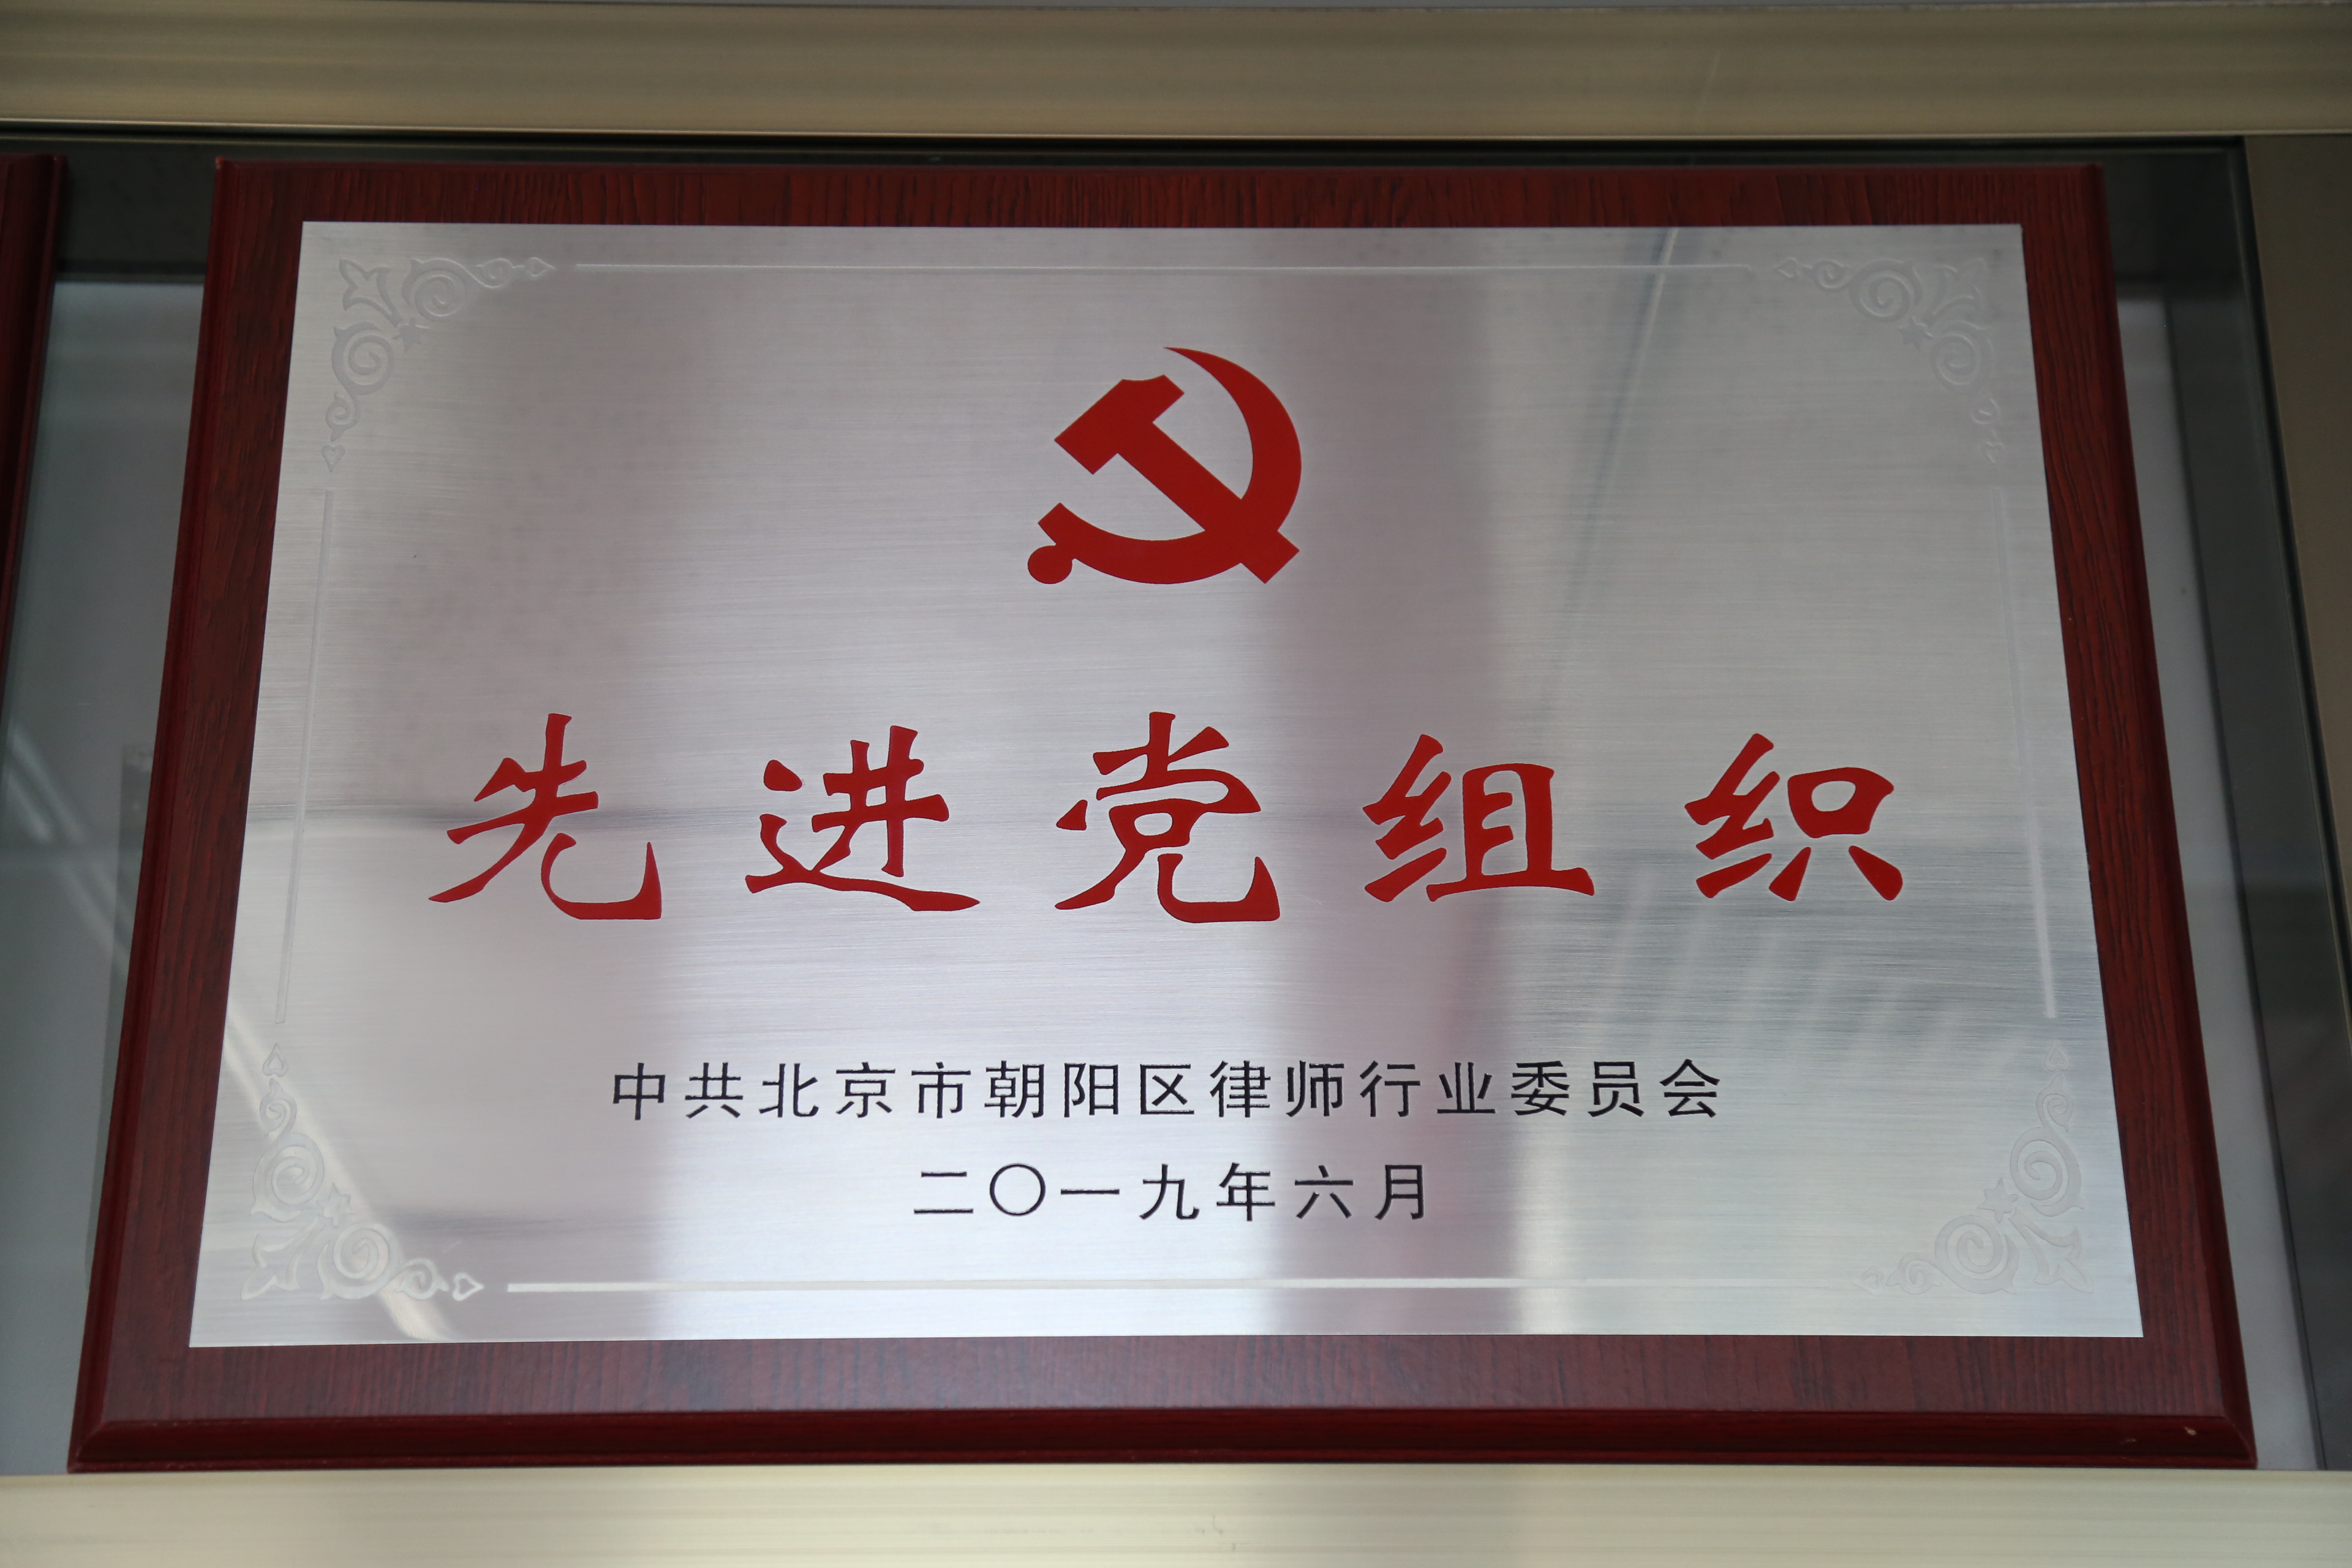 先进党组织
中共北京市朝阳区律师行业委员会
二〇一九年六月